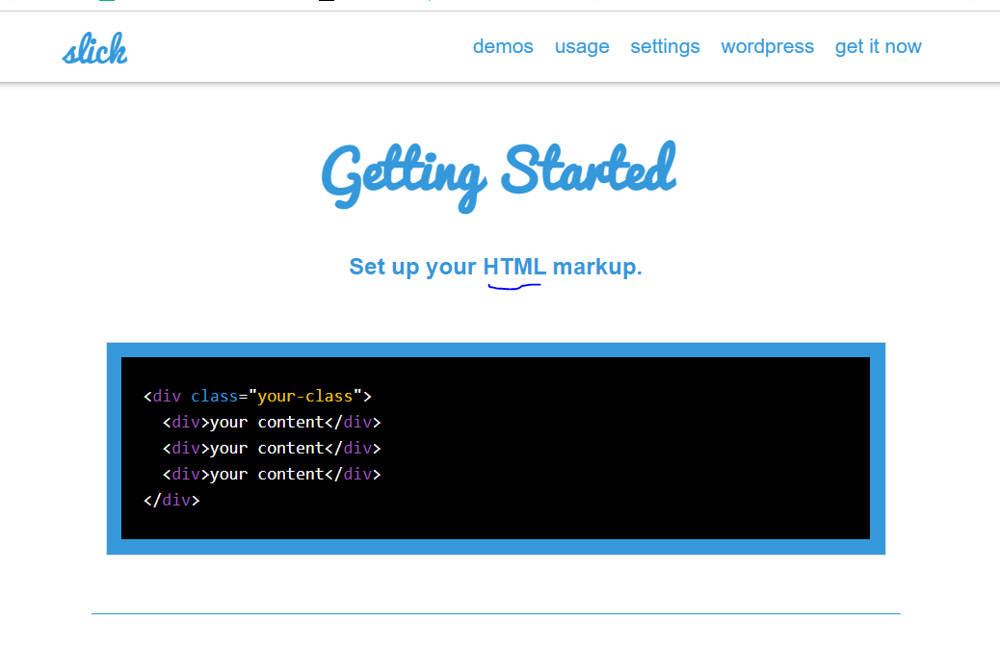 slick
demos usage settings wordpress get it now
Getting Started
Set up your HTML markup.
<div class="your-class">
  <div>your content</div>
  <div>your content</div>
  <div>your content</div>
</div>